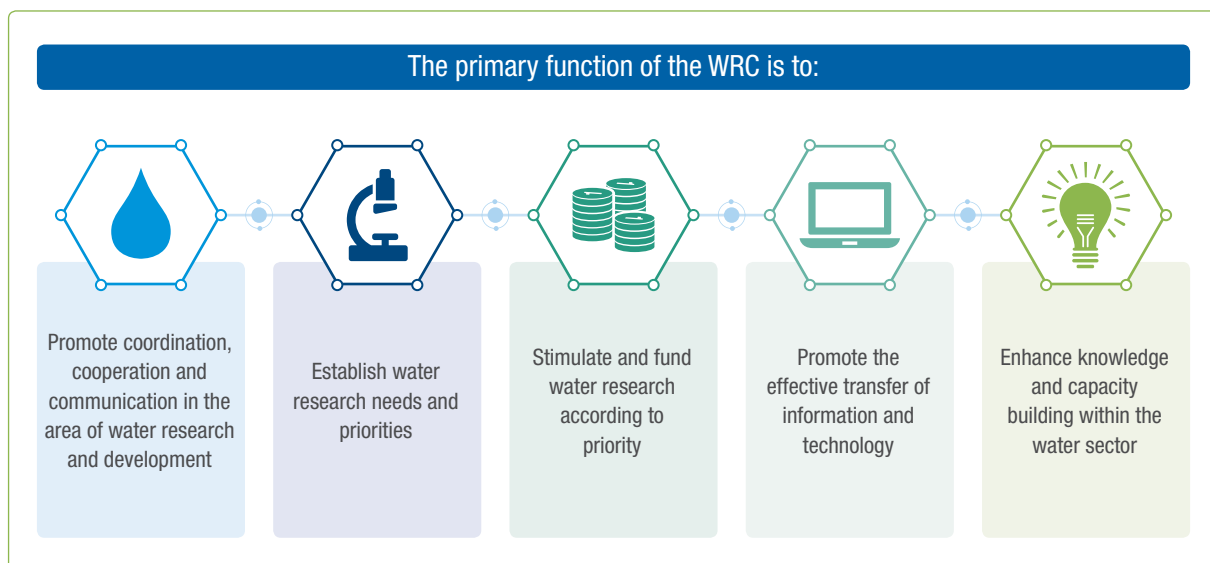 The primary function of the WRC is to:
Promote coordination,
cooperation and
communication in the
area of water research
and development
Establish water
research needs and
priorities
Stimulate and fund
water research
according to
priority
Promote the
effective transfer of
information and
technology
Enhance knowledge
and capacity
building within the
water sector